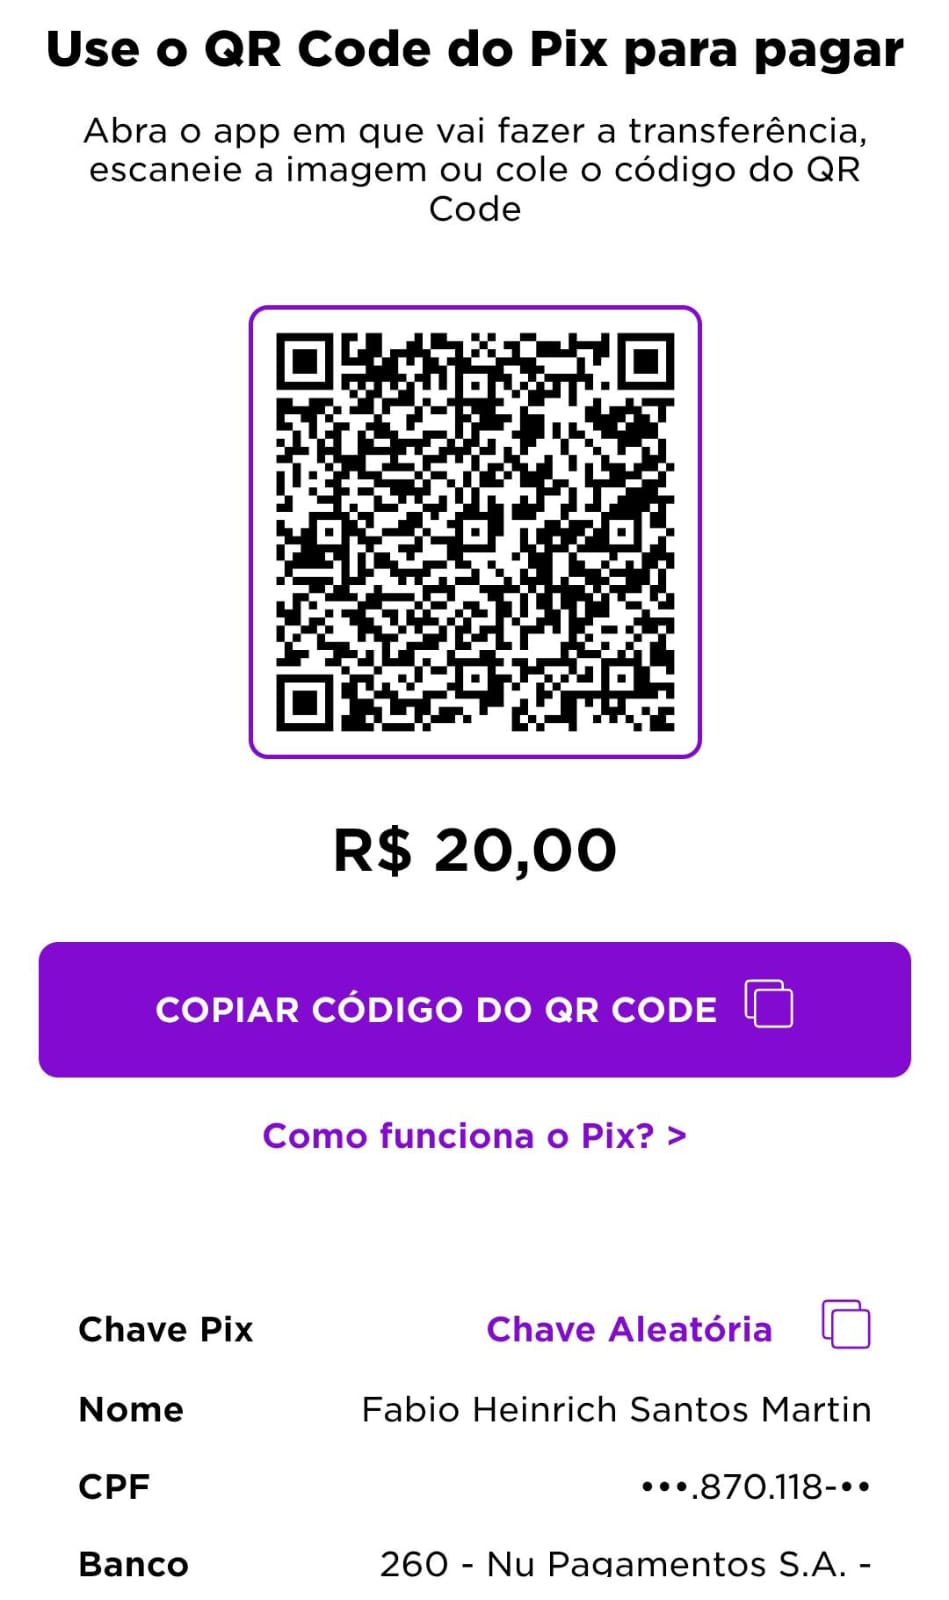 Use o QR Code do Pix para pagar
Abra o app em que vai fazer a transferência,
escaneie a imagem ou cole o código do QR
Code
R$ 20,00
COPIAR CÓDIGO DO QR CODE
Como funciona o Pix? >
Chave Pix Chave Aleatória
Nome Fabio Heinrich Santos Martin
CPF •••.870.118-••
Banco 260 - Nu Pagamentos S.A. -